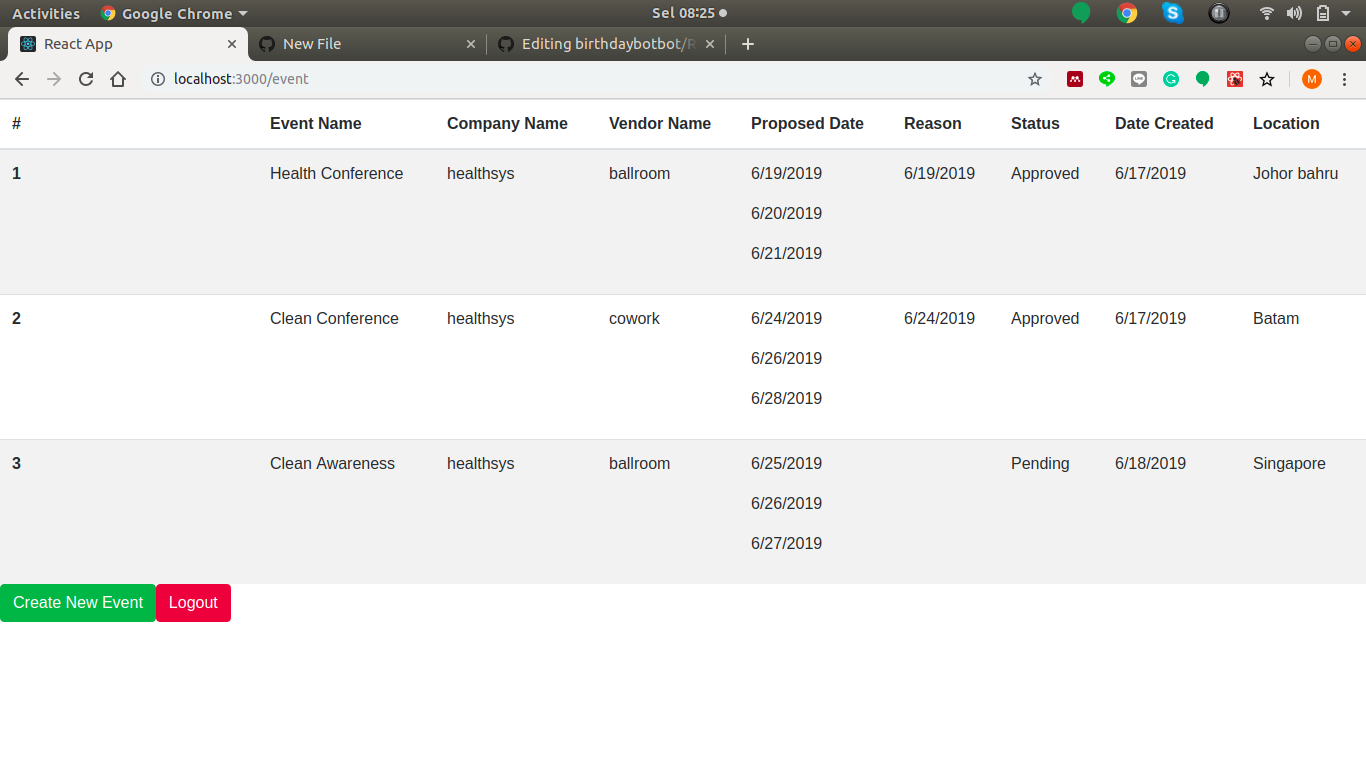 Activities Google Chrome Sel 08:25
React App New File Editing birthdaybotbot/R
localhost:3000/event M
# Event Name Company Name Vendor Name Proposed Date Reason Status Date Created Location
1 Health Conference healthsys ballroom 6/19/2019 6/19/2019 Approved 6/17/2019 Johor bahru
6/20/2019
6/21/2019
2 Clean Conference healthsys cowork 6/24/2019 6/24/2019 Approved 6/17/2019 Batam
6/26/2019
6/28/2019
3 Clean Awareness healthsys ballroom 6/25/2019 Pending 6/18/2019 Singapore
6/26/2019
6/27/2019
Create New Event Logout